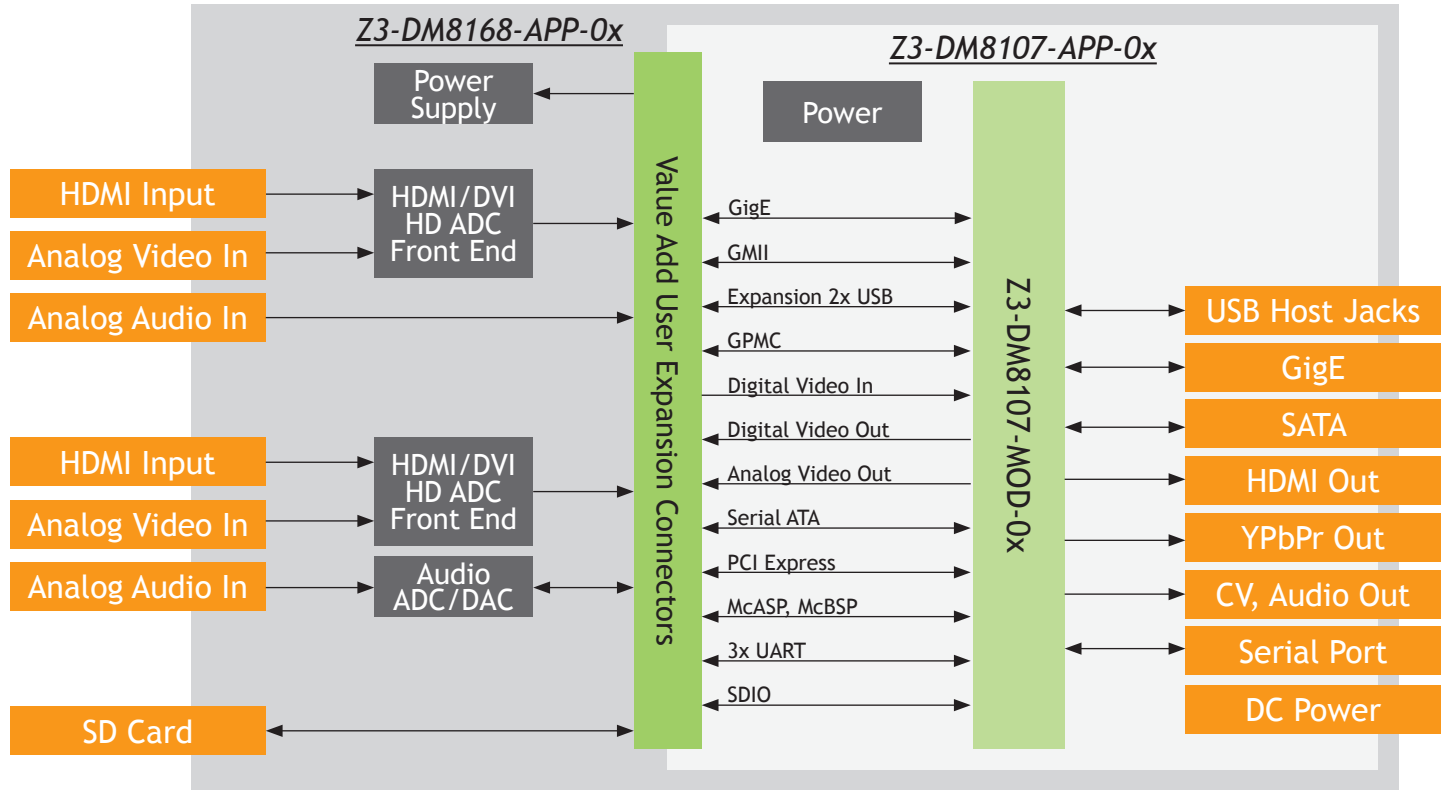 Z3-DM8168-APP-0x
Z3-DM8107-APP-0x
Power
Supply
Power
HDMI Input
Analog Video In
Analog Audio In
HDMI/DVI
HD ADC
Front End
HDMI Input
Analog Video In
Analog Audio In
HDMI/DVI
HD ADC
Front End
Audio
ADC/DAC
SD Card
Value Add User Expansion Connectors
GigE
GMII
Expansion 2x USB
GPMC
Digital Video In
Digital Video Out
Analog Video Out
Serial ATA
PCI Express
McASP, McBSP
3x UART
SDIO
Z3-DM8107-MOD-0x
USB Host Jacks
GigE
SATA
HDMI Out
YPbPr Out
CV, Audio Out
Serial Port
DC Power